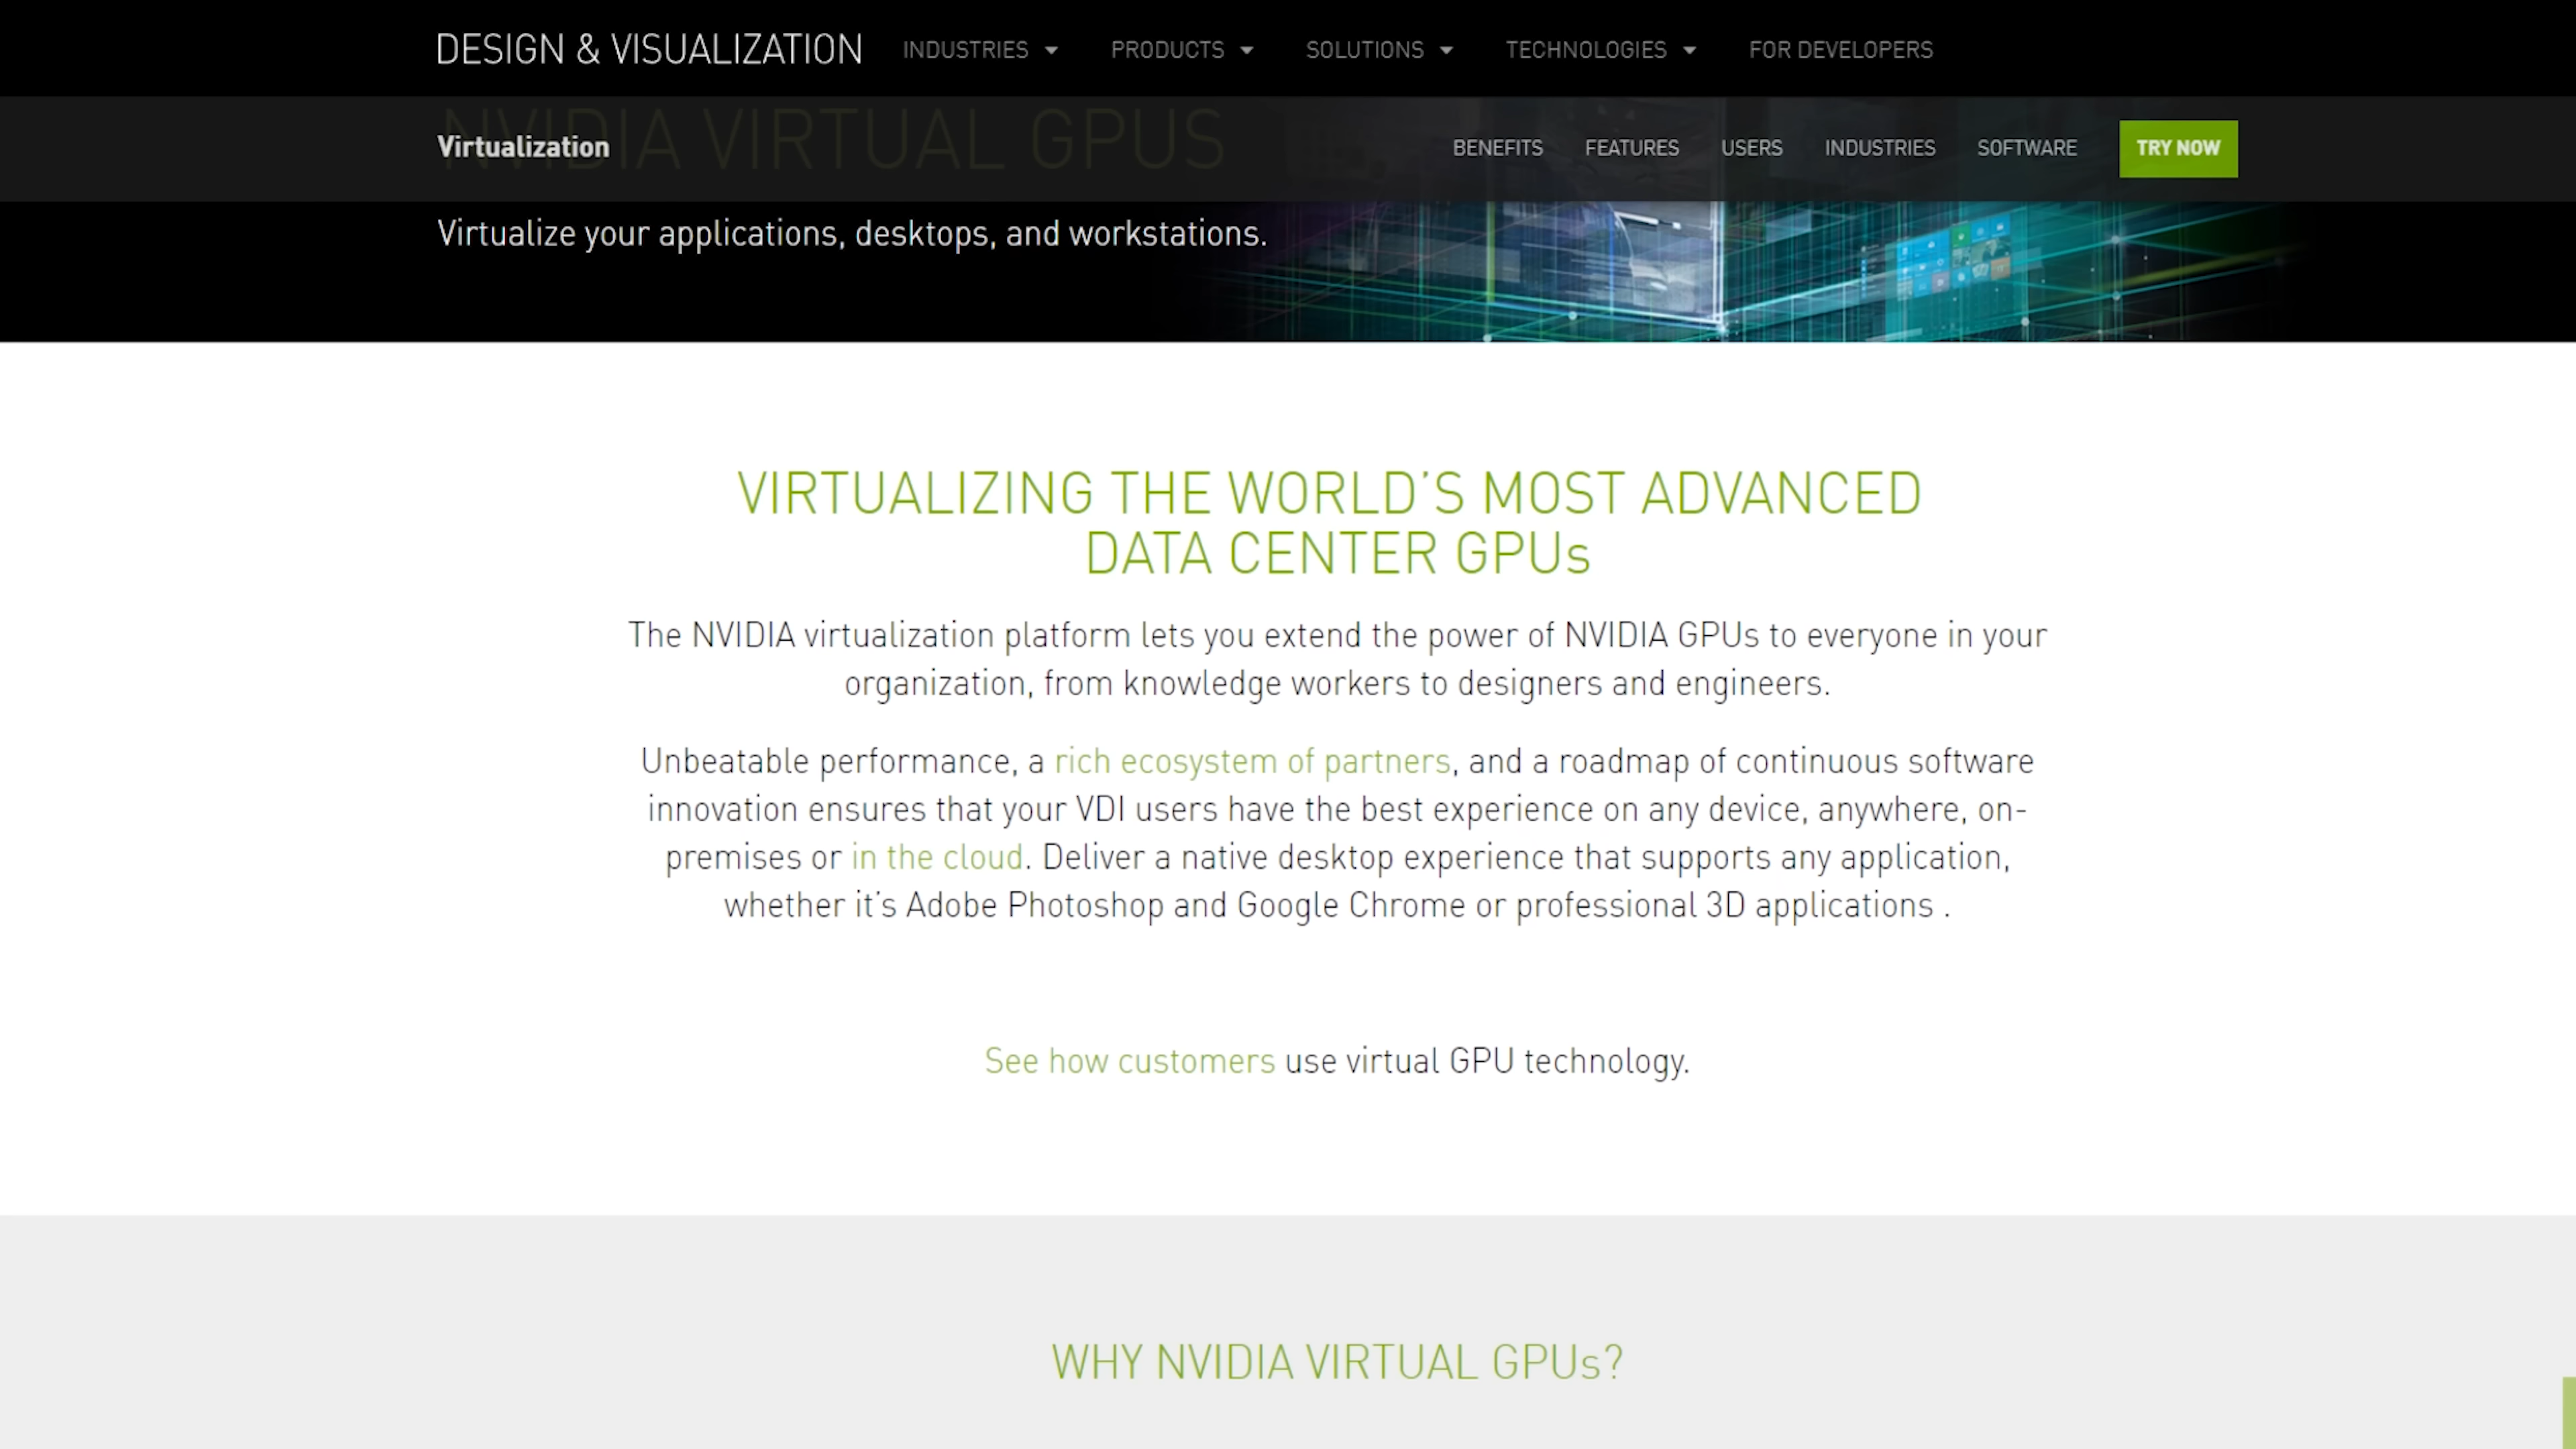 DESIGN & VISUALIZATION INDUSTRIES PRODUCTS SOLUTIONS TECHNOLOGIES FOR DEVELOPERS
NVIDIA VIRTUAL GPUS
Virtualization BENEFITS FEATURES USERS INDUSTRIES SOFTWARE TRY NOW
Virtualize your applications, desktops, and workstations.
VIRTUALIZING THE WORLD'S MOST ADVANCED
DATA CENTER GPUs
The NVIDIA virtualization platform lets you extend the power of NVIDIA GPUs to everyone in your
organization, from knowledge workers to designers and engineers.
Unbeatable performance, a rich ecosystem of partners, and a roadmap of continuous software
innovation ensures that your VDI users have the best experience on any device, anywhere, on-
premises or in the cloud. Deliver a native desktop experience that supports any application,
whether it's Adobe Photoshop and Google Chrome or professional 3D applications .
See how customers use virtual GPU technology.
WHY NVIDIA VIRTUAL GPUs?